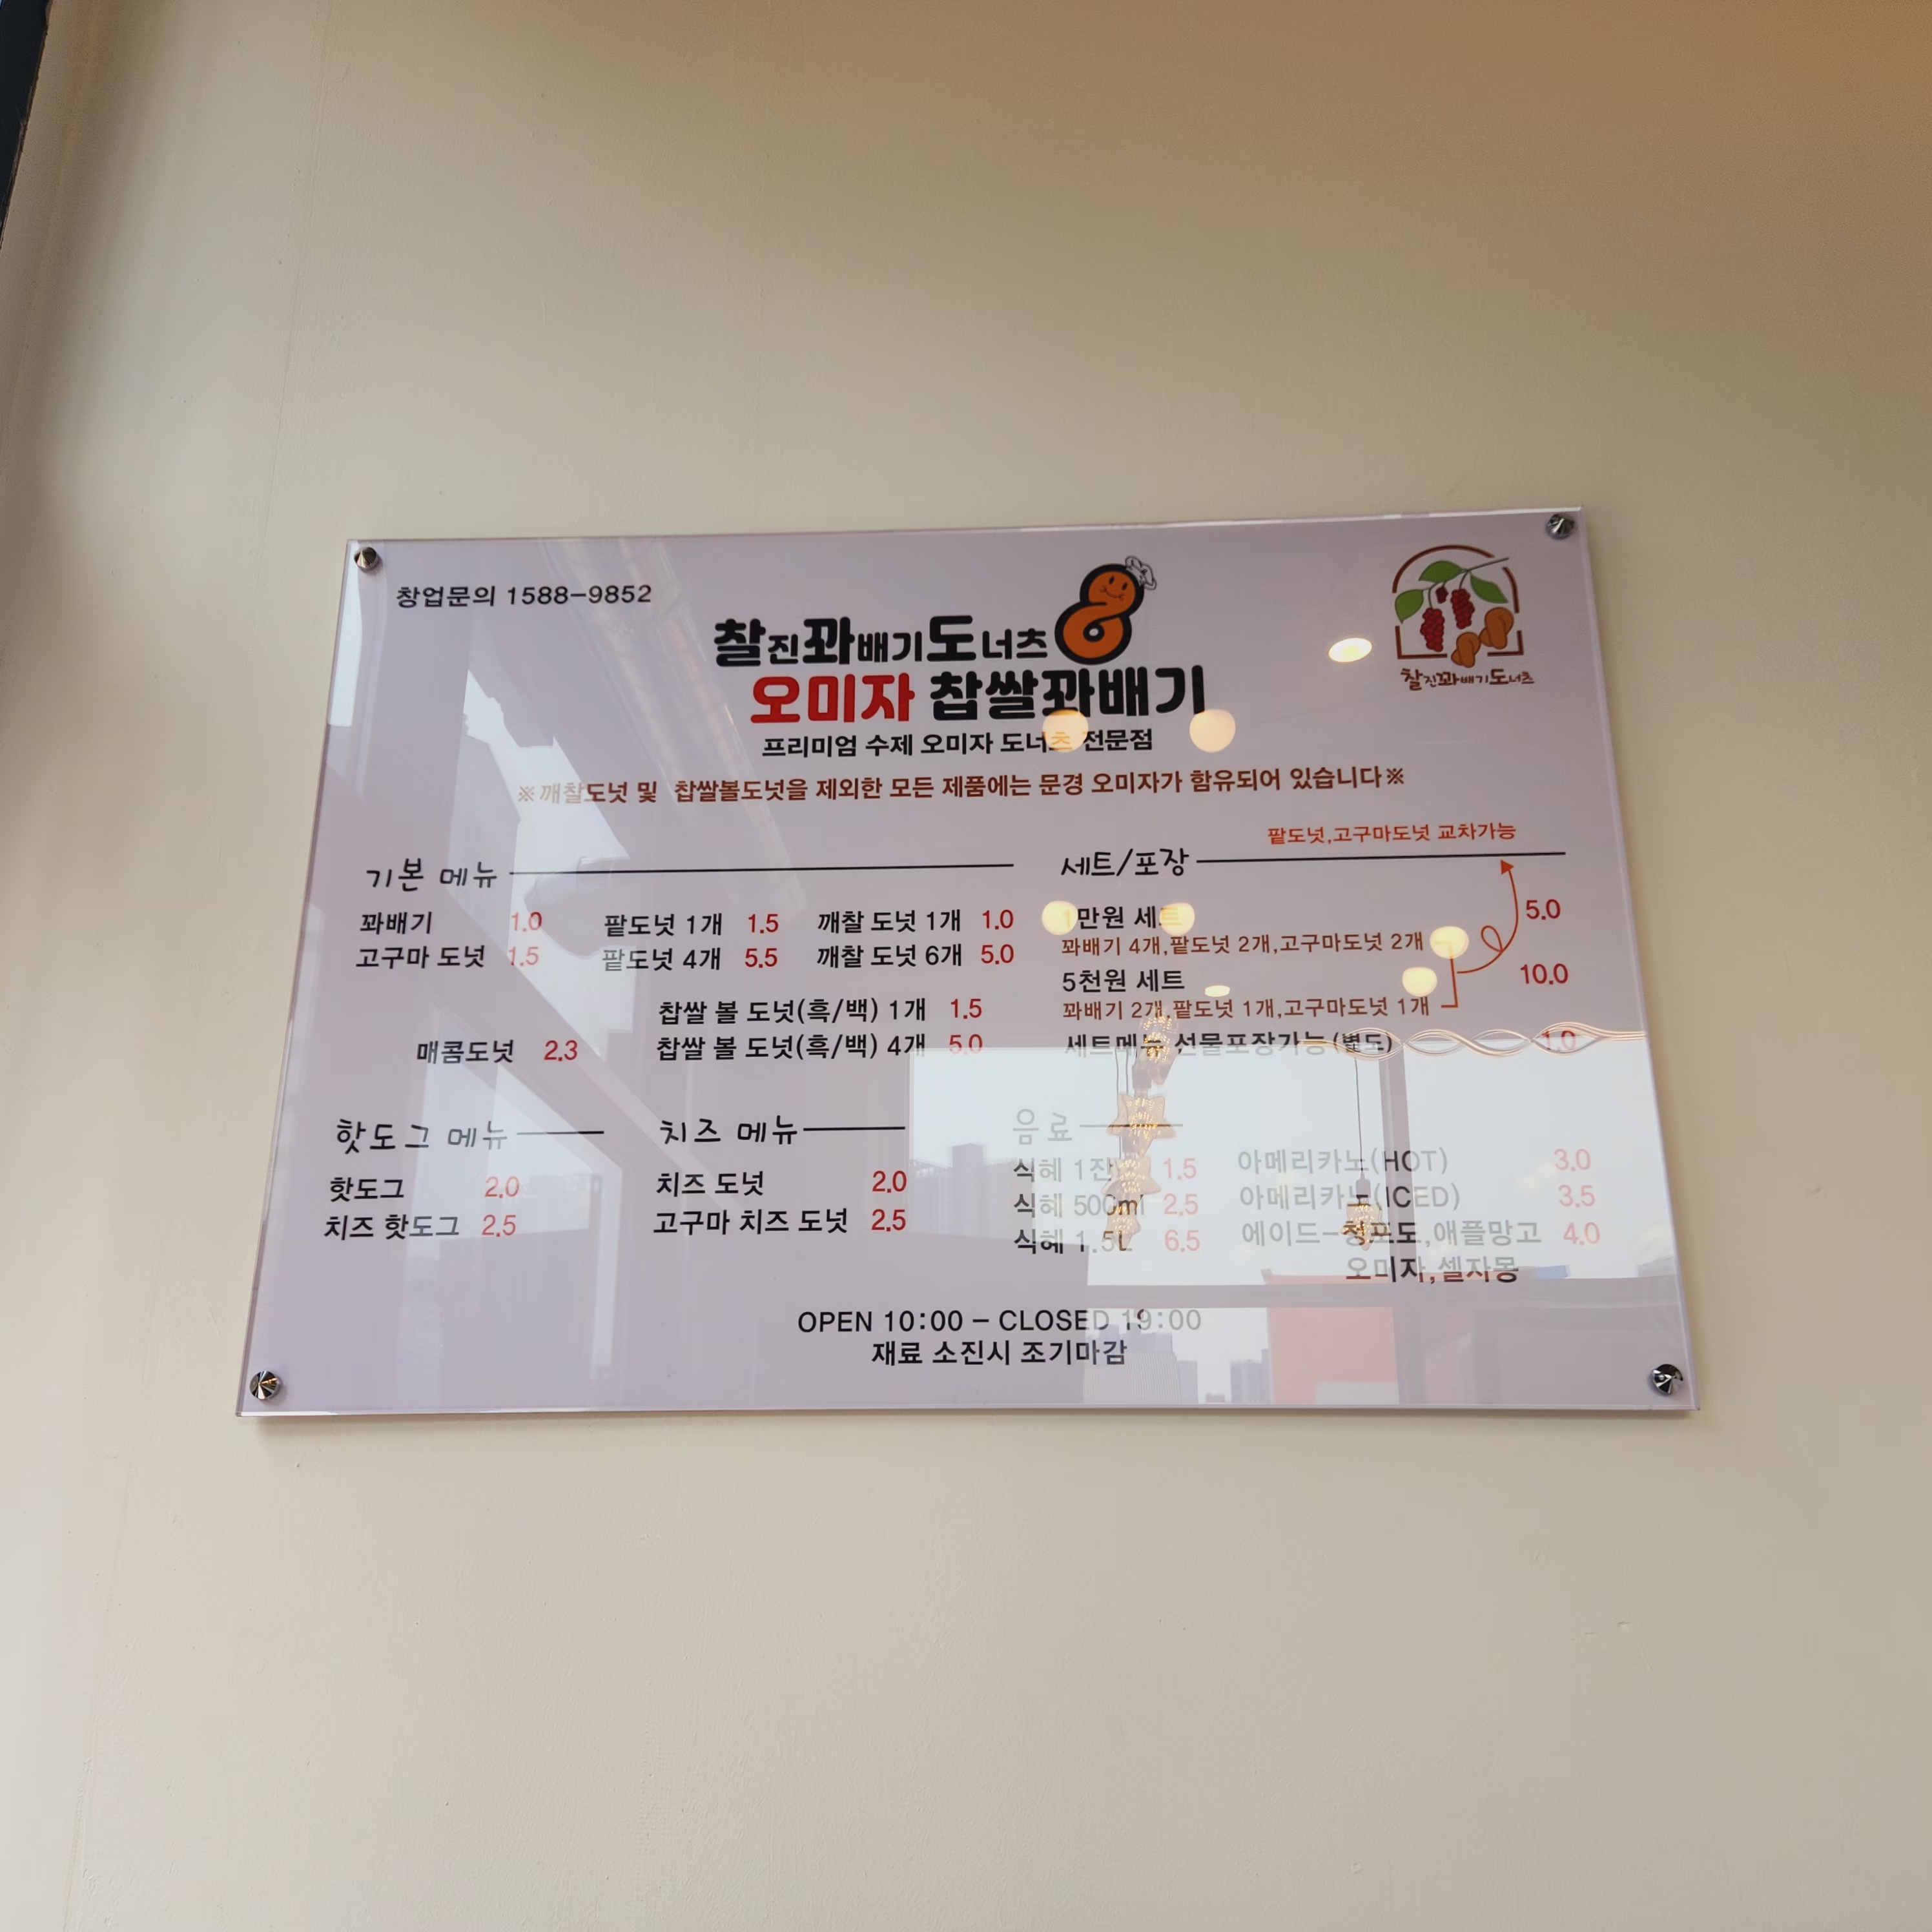 창업문의 1588-9852
찰진꽈배기도너츠
오미자 찹쌀꽈배기
프리미엄 수제 오미자 도너츠 전문점
※깨찰도넛 및 찹쌀볼도넛을 제외한 모든 제품에는 문경 오미자가 함유되어 있습니다※
찰진꽈배기도너츠
기본 메뉴
꽈배기 1.0 팥도넛 1개 1.5 깨찰 도넛 1개 1.0
고구마 도넛 1.5 팥도넛 4개 5.5 깨찰 도넛 6개 5.0
찹쌀 볼 도넛(흑/백) 1개 1.5
매콤도넛 2.3 찹쌀 볼 도넛(흑/백) 4개 5.0
팥도넛,고구마도넛 교차가능
세트/포장
1만원 세트 5.0
꽈배기 4개,팥도넛 2개,고구마도넛 2개
5천원 세트 10.0
꽈배기 2개,팥도넛 1개,고구마도넛 1개
세트메뉴 선물포장가능(별도) 1.0
핫도그 메뉴
핫도그 2.0
치즈 핫도그 2.5
치즈 메뉴
치즈 도넛 2.0
고구마 치즈 도넛 2.5
음료
식혜 1잔 1.5 아메리카노(HOT) 3.0
식혜 500ml 2.5 아메리카노(ICED) 3.5
식혜 1.5L 6.5 에이드-청포도,애플망고 4.0
오미자,셀자몽
OPEN 10:00 - CLOSED 19:00
재료 소진시 조기마감